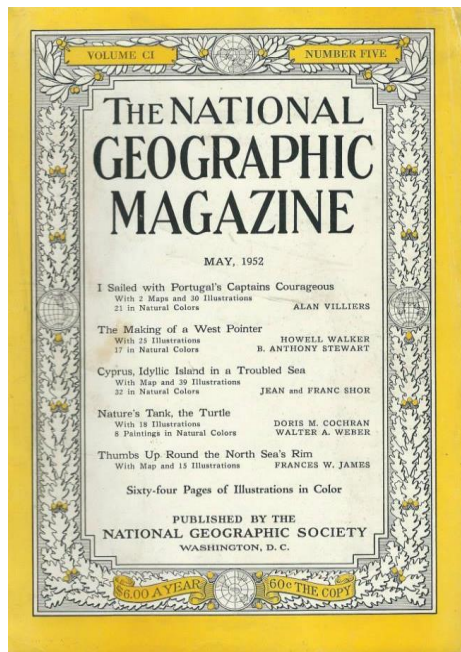 VOLUME CI NUMBER FIVE
THE NATIONAL
GEOGRAPHIC
MAGAZINE
MAY, 1952
I Sailed with Portugal's Captains Courageous
With 2 Maps and 30 Illustrations
21 in Natural Colors ALAN VILLIERS
The Making of a West Pointer
With 25 Illustrations HOWELL WALKER
17 in Natural Colors B. ANTHONY STEWART
Cyprus, Idyllic Island in a Troubled Sea
With Map and 39 Illustrations
32 in Natural Colors JEAN and FRANC SHOR
Nature's Tank, the Turtle
With 18 Illustrations DORIS M. COCHRAN
8 Paintings in Natural Colors WALTER A. WEBER
Thumbs Up Round the North Sea's Rim
With Map and 15 Illustrations FRANCES W. JAMES
Sixty-four Pages of Illustrations in Color
PUBLISHED BY THE
NATIONAL GEOGRAPHIC SOCIETY
WASHINGTON, D. C.
$6.00 A YEAR 60c THE COPY